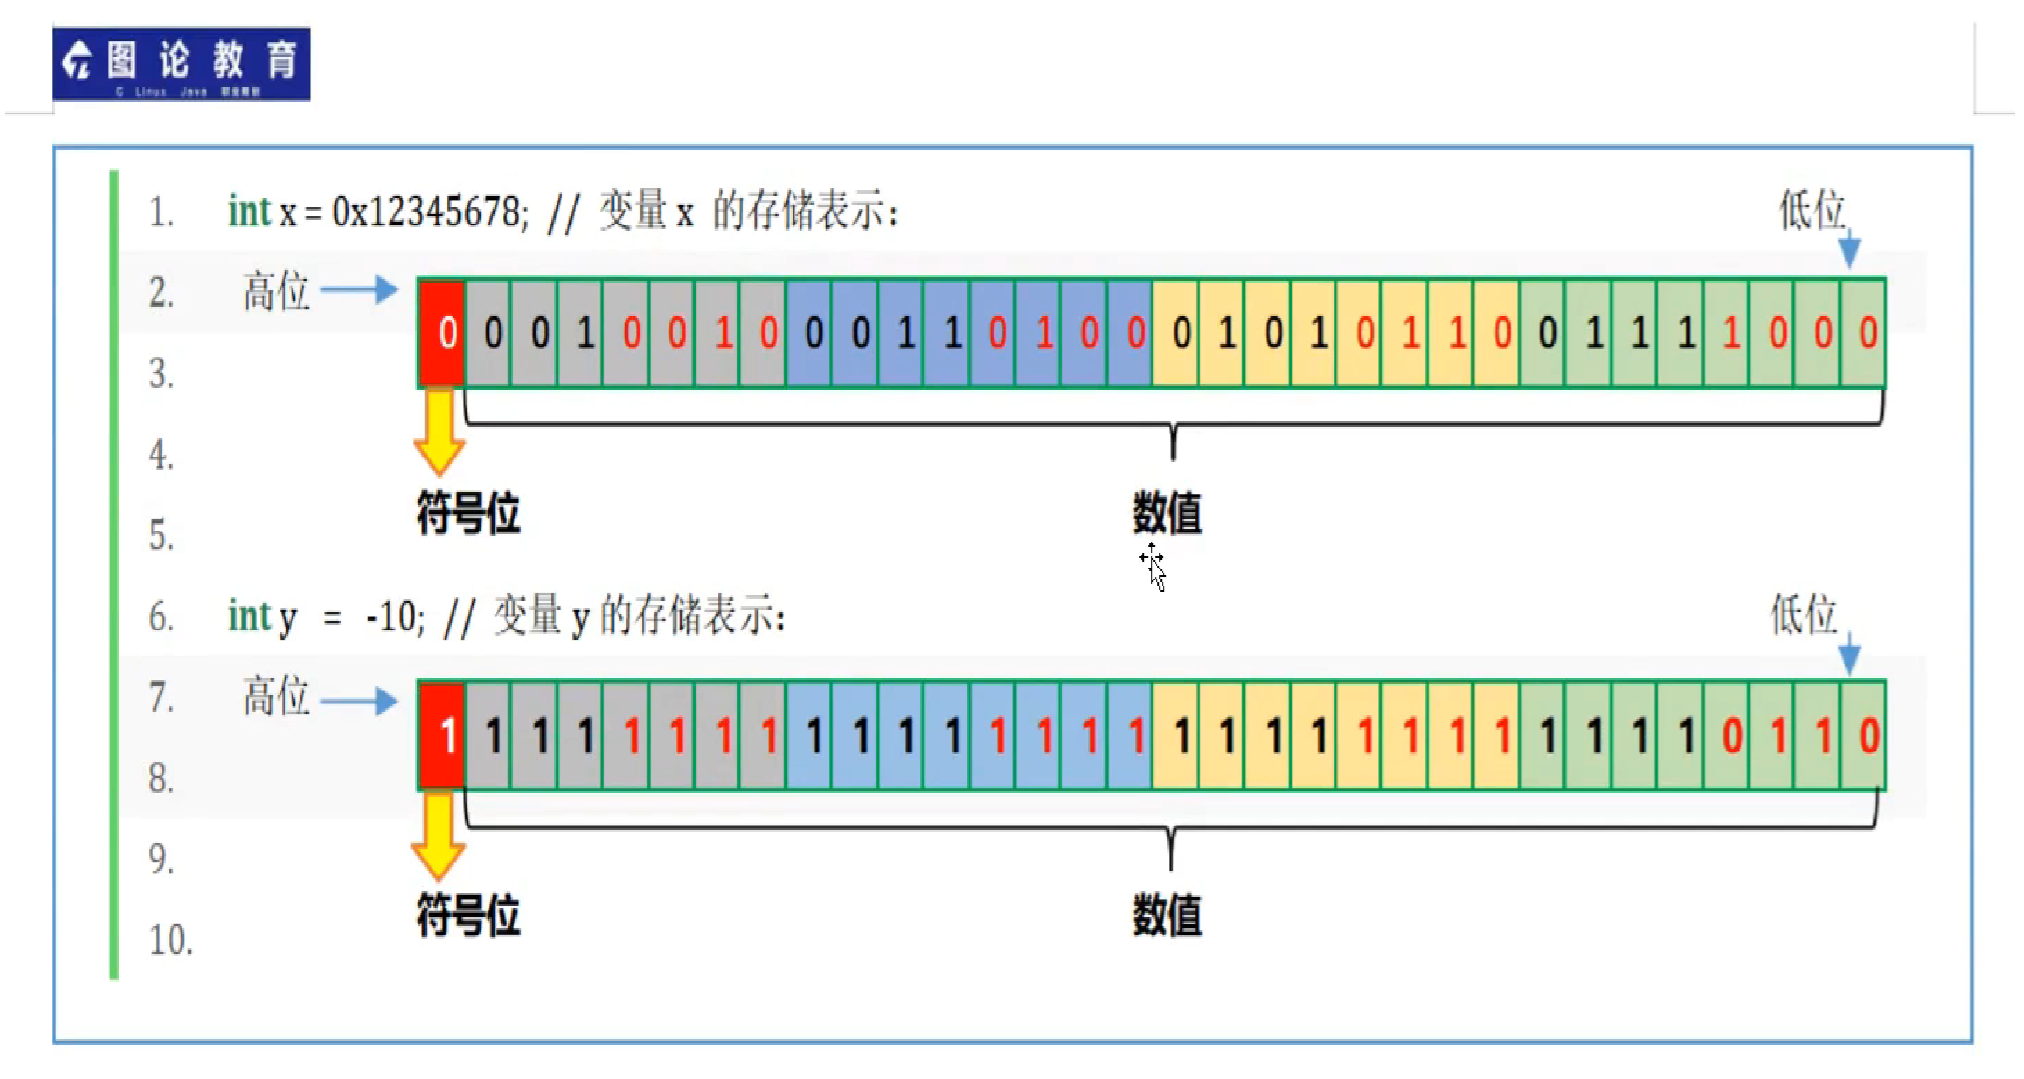 图论教育
C Linux Java
1. int x = 0x12345678; // 变量 x 的存储表示: 低位
2. 高位
0 0 0 1 0 0 1 0 0 0 1 1 0 1 0 0 0 1 0 1 0 1 1 0 0 1 1 1 1 0 0 0
3.
4.
符号位 数值
5.
6. int y = -10; // 变量 y 的存储表示: 低位
7. 高位
1 1 1 1 1 1 1 1 1 1 1 1 1 1 1 1 1 1 1 1 1 1 1 1 1 1 1 1 0 1 1 0
8.
9.
符号位 数值
10.